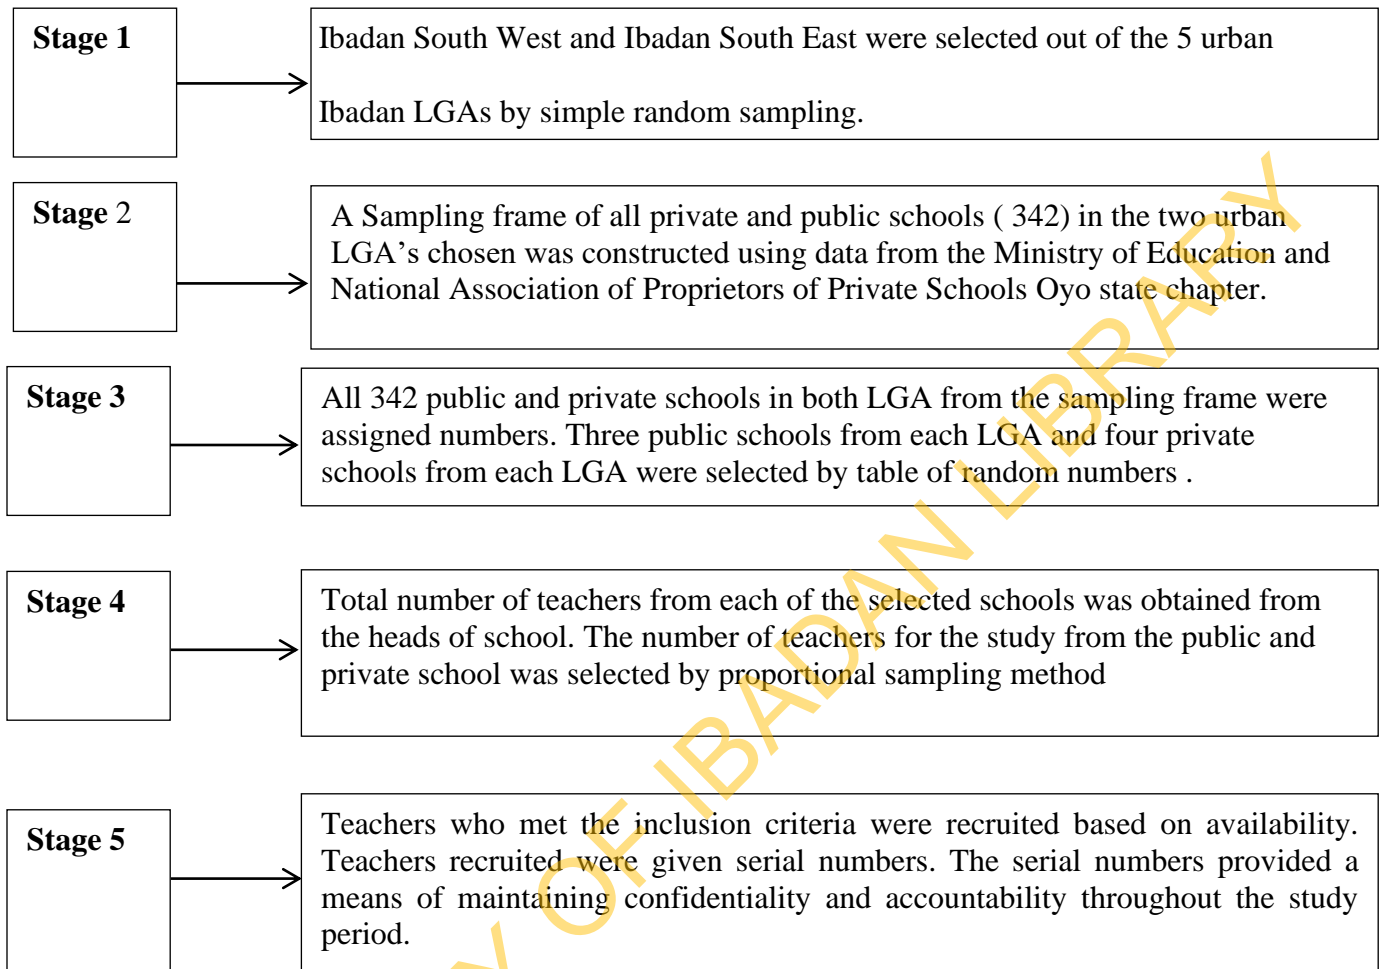 Stage 1
Ibadan South West and Ibadan South East were selected out of the 5 urban
Ibadan LGAs by simple random sampling.
Stage 2
A Sampling frame of all private and public schools ( 342) in the two urban
LGA’s chosen was constructed using data from the Ministry of Education and
National Association of Proprietors of Private Schools Oyo state chapter.
Stage 3
All 342 public and private schools in both LGA from the sampling frame were
assigned numbers. Three public schools from each LGA and four private
schools from each LGA were selected by table of random numbers .
Stage 4
Total number of teachers from each of the selected schools was obtained from
the heads of school. The number of teachers for the study from the public and
private school was selected by proportional sampling method
Stage 5
Teachers who met the inclusion criteria were recruited based on availability.
Teachers recruited were given serial numbers. The serial numbers provided a
means of maintaining confidentiality and accountability throughout the study
period.
Y OF IBADAN LIBRARY